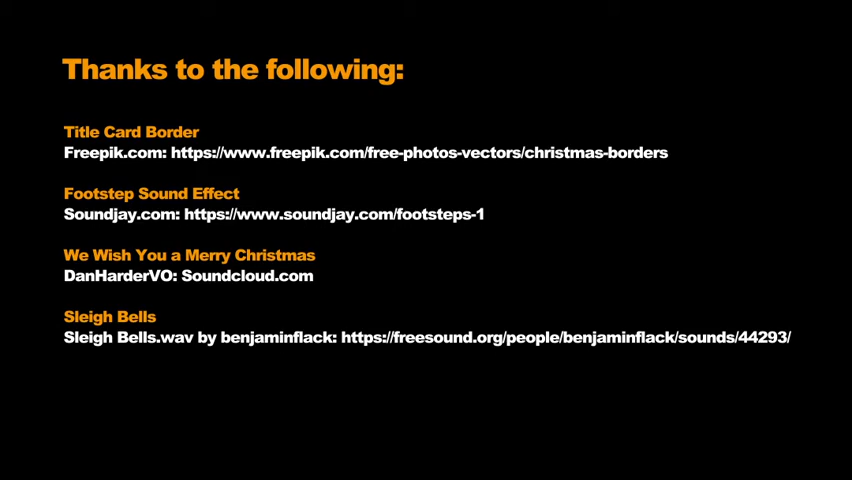 Thanks to the following:
Title Card Border
Freepik.com: https://www.freepik.com/free-photos-vectors/christmas-borders
Footstep Sound Effect
Soundjay.com: https://www.soundjay.com/footsteps-1
We Wish You a Merry Christmas
DanHarderVO: Soundcloud.com
Sleigh Bells
Sleigh Bells.wav by benjaminflack: https://freesound.org/people/benjaminflack/sounds/44293/